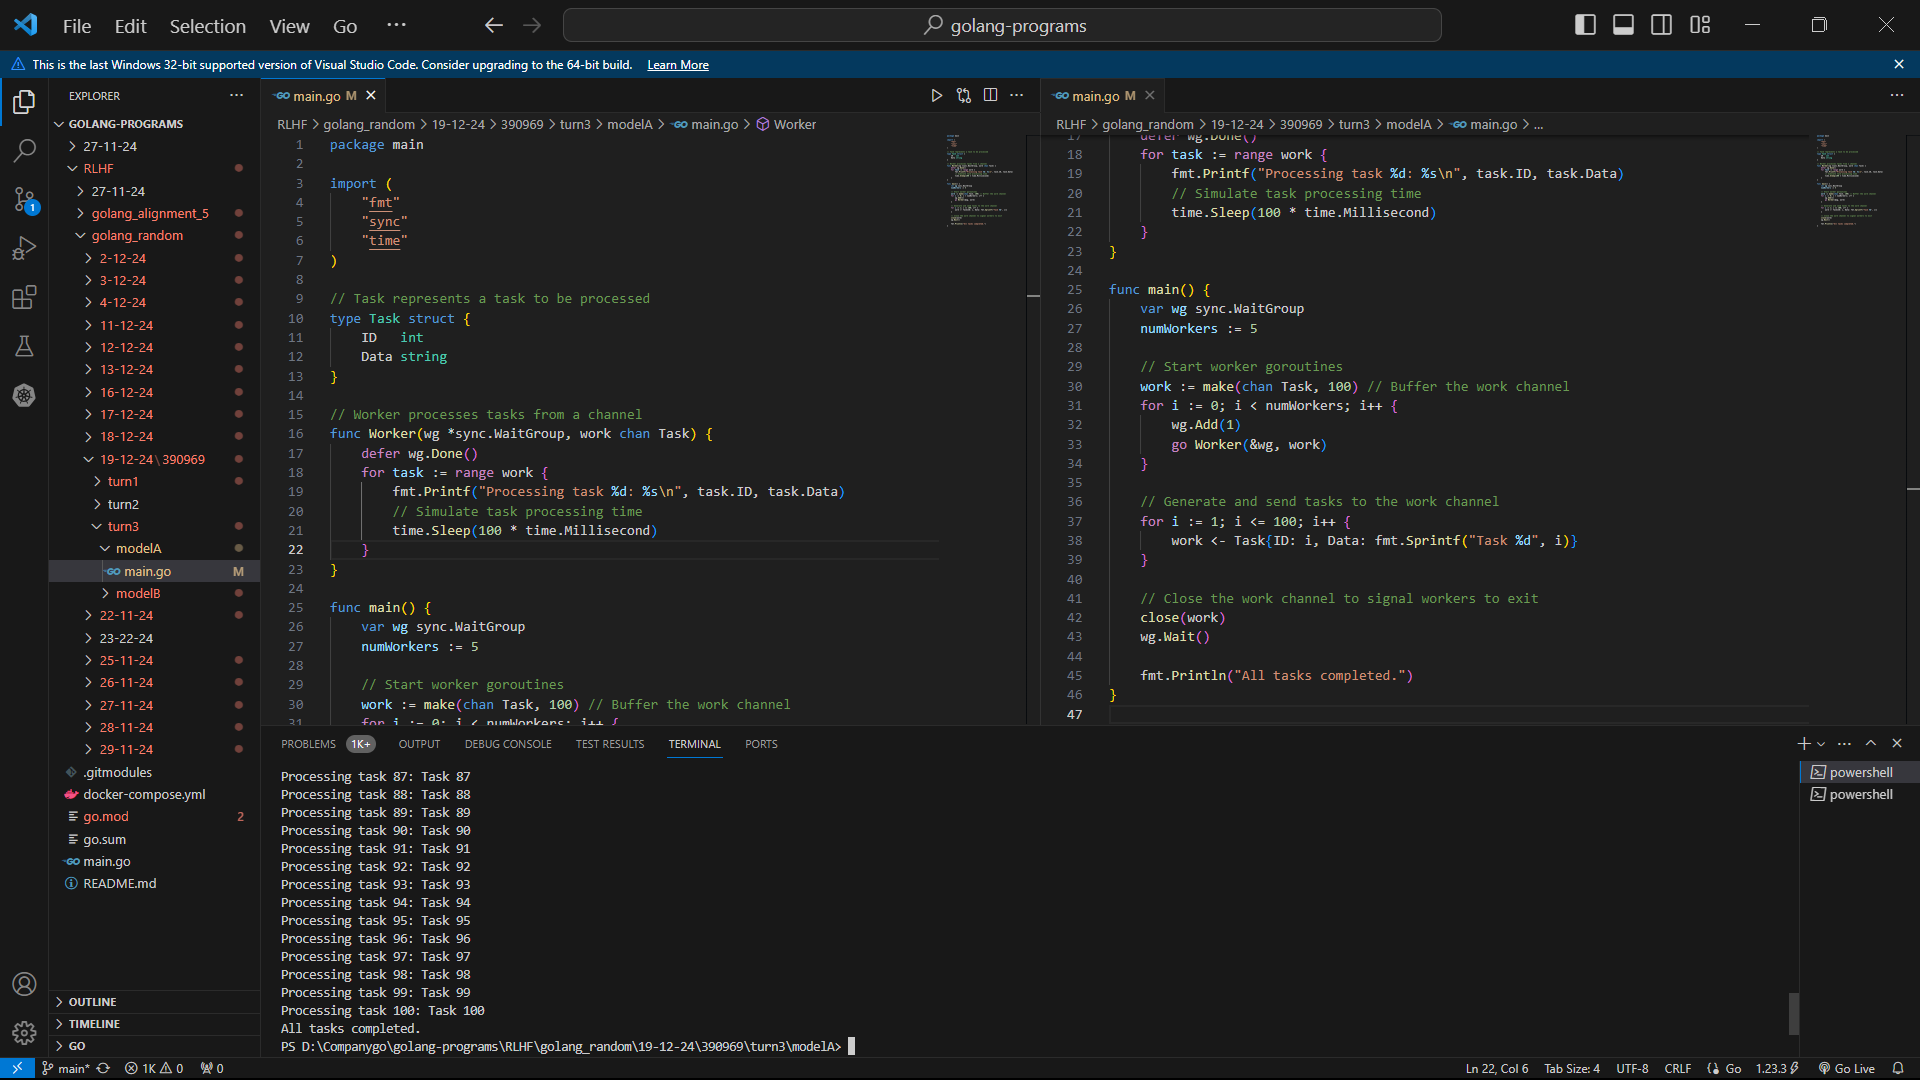 File Edit Selection View Go ··· golang-programs
This is the last Windows 32-bit supported version of Visual Studio Code. Consider upgrading to the 64-bit build. Learn More
EXPLORER
GOLANG-PROGRAMS
27-11-24
RLHF
27-11-24
golang_alignment_5
golang_random
2-12-24
3-12-24
4-12-24
11-12-24
12-12-24
13-12-24
16-12-24
17-12-24
18-12-24
19-12-24\390969
turn1
turn2
turn3
modelA
main.go M
modelB
22-11-24
23-22-24
25-11-24
26-11-24
27-11-24
28-11-24
29-11-24
.gitmodules
docker-compose.yml
go.mod 2
go.sum
main.go
README.md
OUTLINE
TIMELINE
GO
1
main.go M
RLHF > golang_random > 19-12-24 > 390969 > turn3 > modelA > main.go > Worker
1 package main
2
3 import (
4 "fmt"
5 "sync"
6 "time"
7 )
8
9 // Task represents a task to be processed
10 type Task struct {
11 ID   int
12 Data string
13 }
14
15 // Worker processes tasks from a channel
16 func Worker(wg *sync.WaitGroup, work chan Task) {
17 defer wg.Done()
18 for task := range work {
19 fmt.Printf("Processing task %d: %s\n", task.ID, task.Data)
20 // Simulate task processing time
21 time.Sleep(100 * time.Millisecond)
22 }
23 }
24
25 func main() {
26 var wg sync.WaitGroup
27 numWorkers := 5
28
29 // Start worker goroutines
30 work := make(chan Task, 100) // Buffer the work channel
31 for i := 0; i < numWorkers; i++ {
main.go M
RLHF > golang_random > 19-12-24 > 390969 > turn3 > modelA > main.go > ...
17 defer wg.Done()
18 for task := range work {
19 fmt.Printf("Processing task %d: %s\n", task.ID, task.Data)
20 // Simulate task processing time
21 time.Sleep(100 * time.Millisecond)
22 }
23 }
24
25 func main() {
26 var wg sync.WaitGroup
27 numWorkers := 5
28
29 // Start worker goroutines
30 work := make(chan Task, 100) // Buffer the work channel
31 for i := 0; i < numWorkers; i++ {
32 wg.Add(1)
33 go Worker(&wg, work)
34 }
35
36 // Generate and send tasks to the work channel
37 for i := 1; i <= 100; i++ {
38 work <- Task{ID: i, Data: fmt.Sprintf("Task %d", i)}
39 }
40
41 // Close the work channel to signal workers to exit
42 close(work)
43 wg.Wait()
44
45 fmt.Println("All tasks completed.")
46 }
47
PROBLEMS 1K+ OUTPUT DEBUG CONSOLE TEST RESULTS TERMINAL PORTS
Processing task 87: Task 87
Processing task 88: Task 88
Processing task 89: Task 89
Processing task 90: Task 90
Processing task 91: Task 91
Processing task 92: Task 92
Processing task 93: Task 93
Processing task 94: Task 94
Processing task 95: Task 95
Processing task 96: Task 96
Processing task 97: Task 97
Processing task 98: Task 98
Processing task 99: Task 99
Processing task 100: Task 100
All tasks completed.
PS D:\Companygo\golang-programs\RLHF\golang_random\19-12-24\390969\turn3\modelA>
powershell
powershell
main* 1K 0 0 Ln 22, Col 6 Tab Size: 4 UTF-8 CRLF Go 1.23.3 Go Live